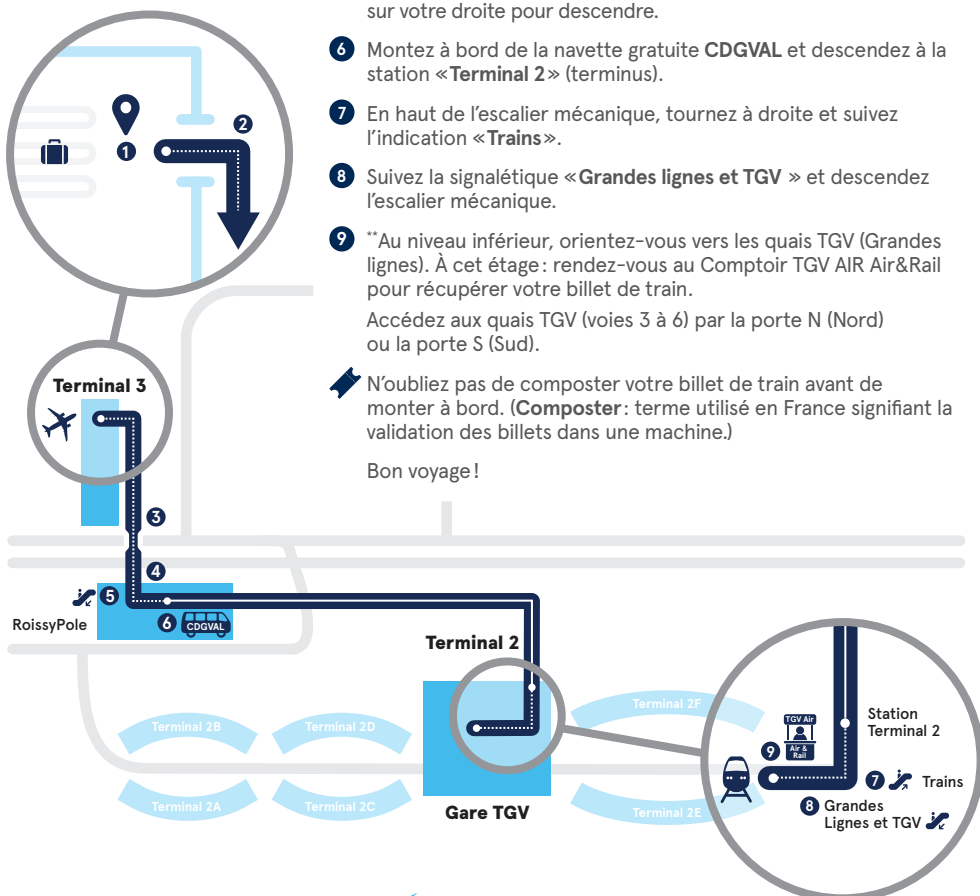 sur votre droite pour descendre.
6 Montez à bord de la navette gratuite CDGVAL et descendez à la
station «Terminal 2» (terminus).
7 En haut de l'escalier mécanique, tournez à droite et suivez
l'indication «Trains».
8 Suivez la signalétique «Grandes lignes et TGV » et descendez
l'escalier mécanique.
9 **Au niveau inférieur, orientez-vous vers les quais TGV (Grandes
lignes). À cet étage : rendez-vous au Comptoir TGV AIR Air&Rail
pour récupérer votre billet de train.
Accédez aux quais TGV (voies 3 à 6) par la porte N (Nord)
ou la porte S (Sud).
N'oubliez pas de composter votre billet de train avant de
monter à bord. (Composter : terme utilisé en France signifiant la
validation des billets dans une machine.)
Bon voyage !
1
2
Terminal 3
3
4
5
RoissyPole
6 CDGVAL
Terminal 2
Terminal 2B
Terminal 2D
Terminal 2F
Terminal 2A
Terminal 2C
Terminal 2E
Gare TGV
TGV Air
Air &
Rail
9
Station
Terminal 2
7 Trains
8 Grandes
Lignes et TGV